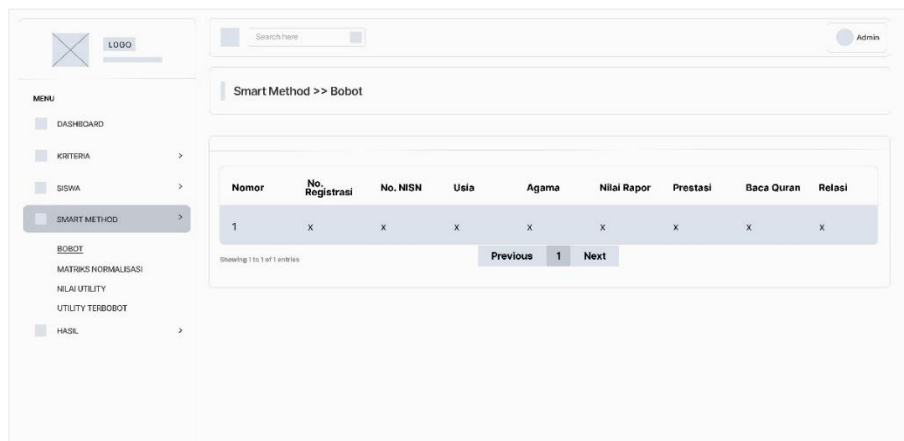 LOGO
Search here
Admin
MENU
DASHBOARD
KRITERIA >
SISWA >
SMART METHOD >
BOBOT
MATRIKS NORMALISASI
NILAI UTILITY
UTILITY TERBOBOT
HASIL >
Smart Method >> Bobot
Nomor No. Registrasi No. NISN Usia Agama Nilai Rapor Prestasi Baca Quran Relasi
1 x x x x x x x x
Showing 1 to 1 of 1 entries
Previous 1 Next